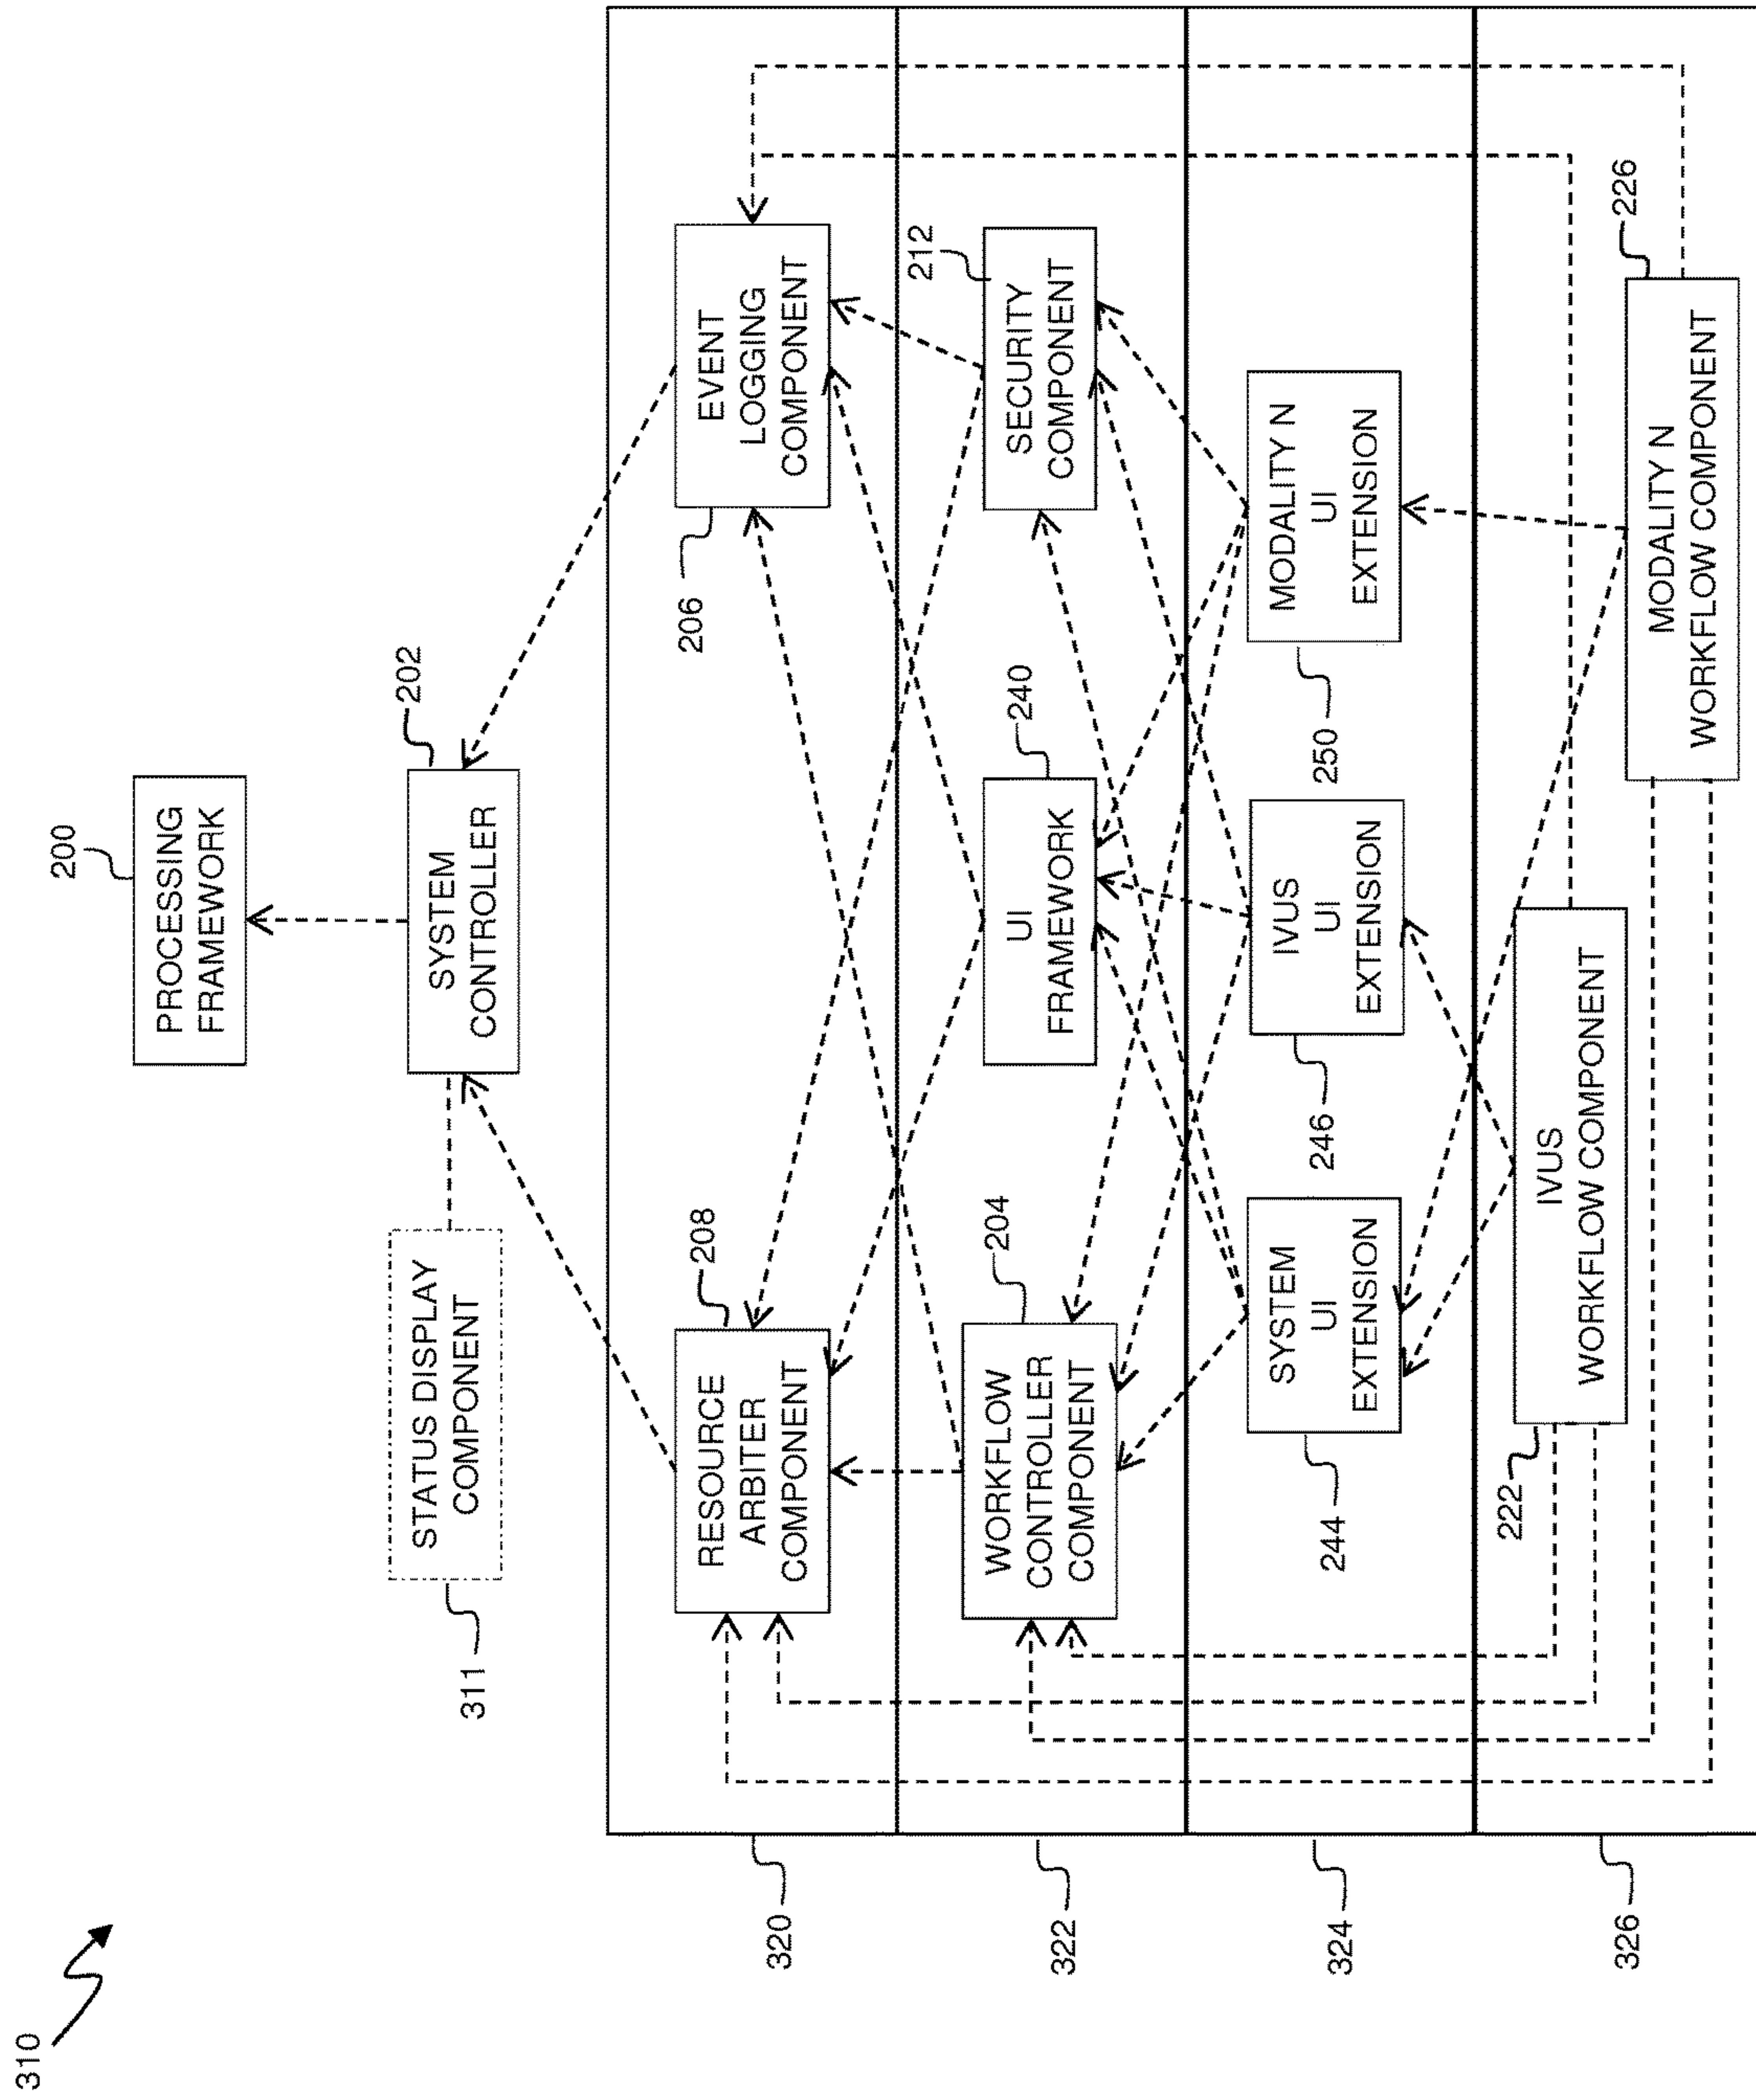 310
200
PROCESSING
FRAMEWORK
202
SYSTEM
CONTROLLER
STATUS DISPLAY
COMPONENT
311
320
208
RESOURCE
ARBITER
COMPONENT
206
EVENT
LOGGING
COMPONENT
322
204
WORKFLOW
CONTROLLER
COMPONENT
240
UI
FRAMEWORK
212
SECURITY
COMPONENT
324
244
SYSTEM
UI
EXTENSION
246
IVUS
UI
EXTENSION
250
MODALITY N
UI
EXTENSION
326
222
IVUS
WORKFLOW COMPONENT
226
MODALITY N
WORKFLOW COMPONENT